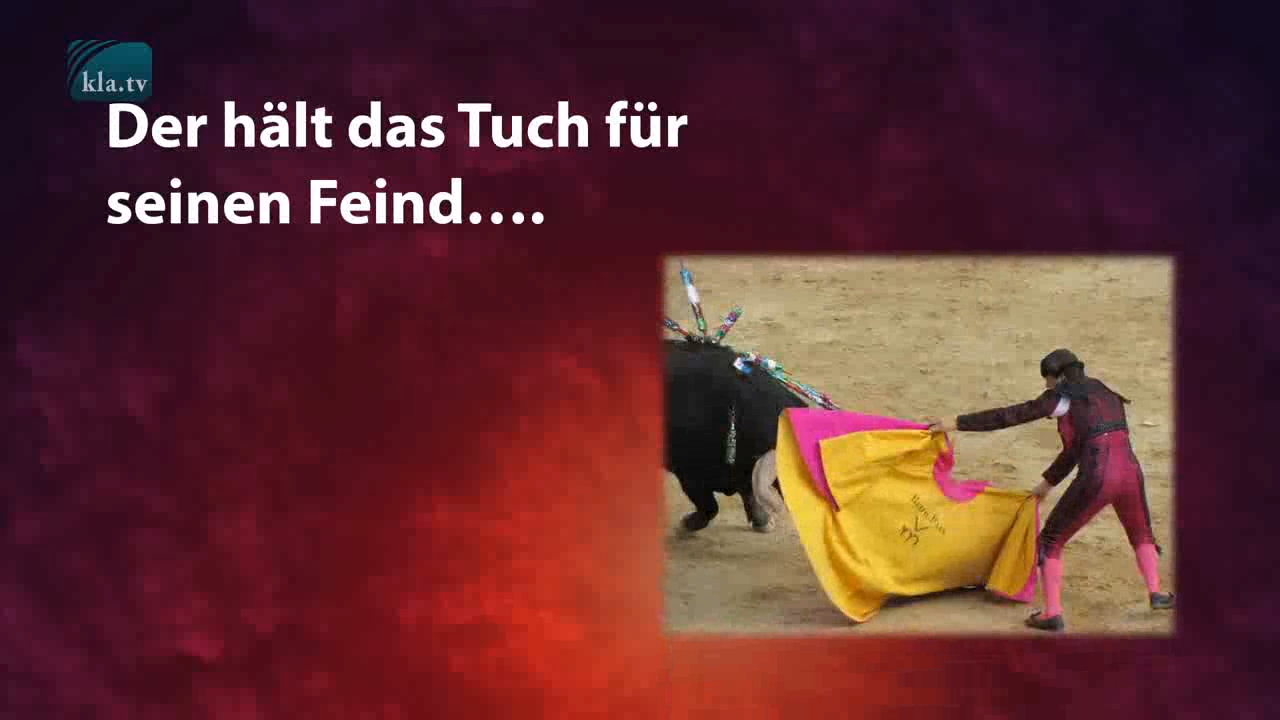 kla.tv
Der hält das Tuch für
seinen Feind....